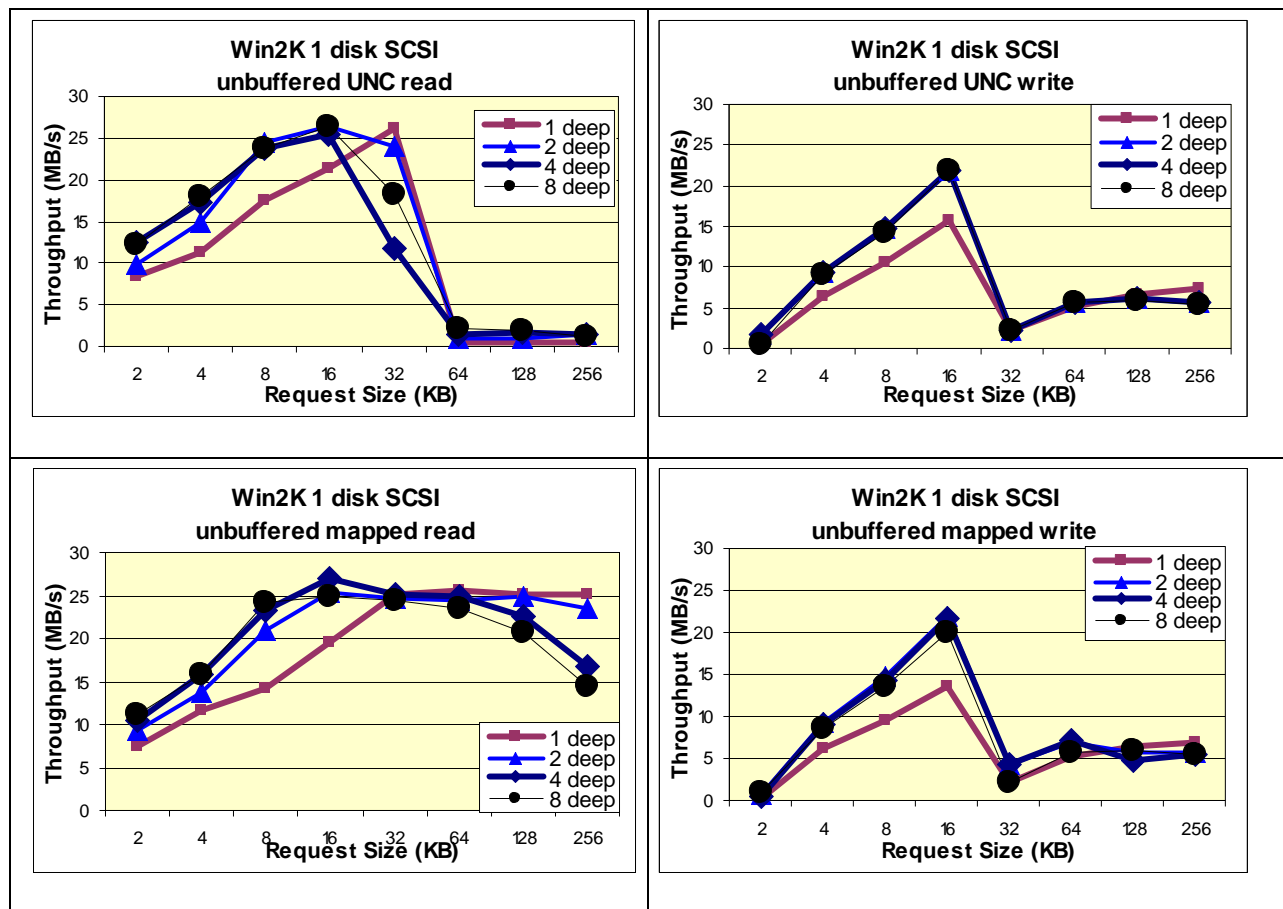 Win2K 1 disk SCSI
unbuffered UNC read
30
25
20
15
10
5
0
Throughput (MB/s)
1 deep
2 deep
4 deep
8 deep
2 4 8 16 32 64 128 256
Request Size (KB)
Win2K 1 disk SCSI
unbuffered UNC write
30
25
20
15
10
5
0
Throughput (MB/s)
1 deep
2 deep
4 deep
8 deep
2 4 8 16 32 64 128 256
Request Size (KB)
Win2K 1 disk SCSI
unbuffered mapped read
30
25
20
15
10
5
0
Throughput (MB/s)
1 deep
2 deep
4 deep
8 deep
2 4 8 16 32 64 128 256
Request Size (KB)
Win2K 1 disk SCSI
unbuffered mapped write
30
25
20
15
10
5
0
Throughput (MB/s)
1 deep
2 deep
4 deep
8 deep
2 4 8 16 32 64 128 256
Request Size (KB)